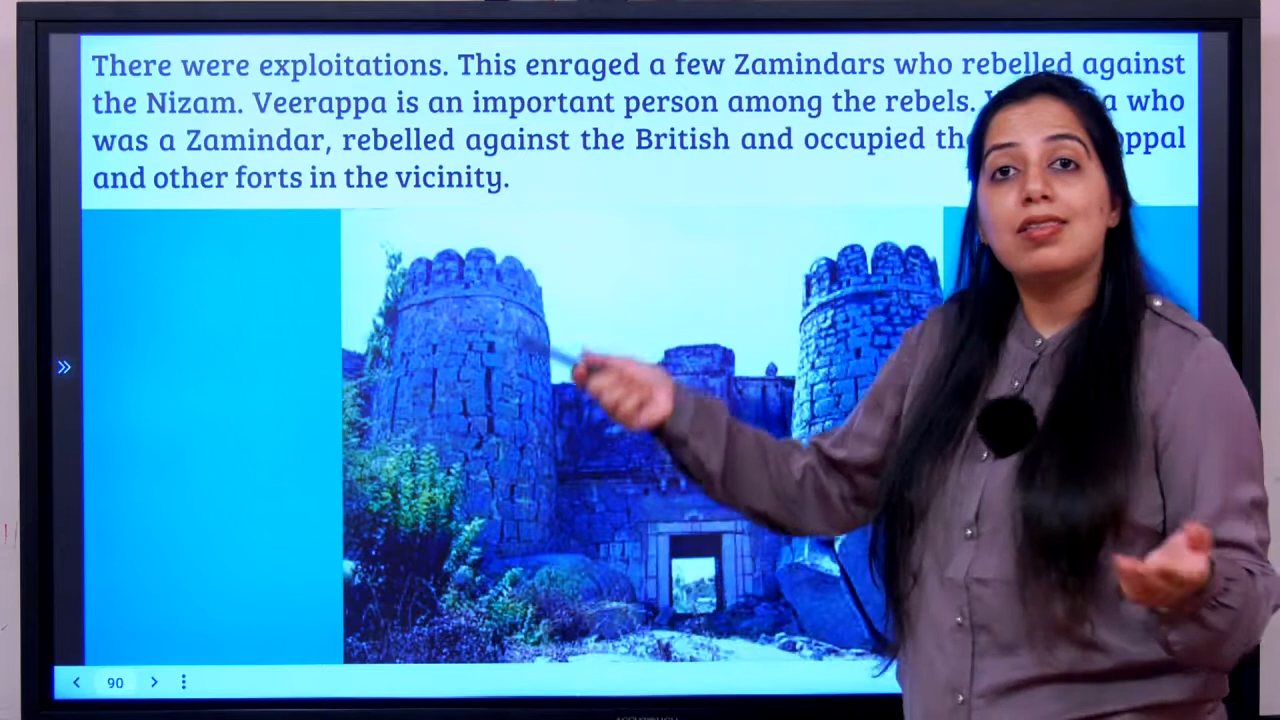 There were exploitations. This enraged a few Zamindars who rebelled against
the Nizam. Veerappa is an important person among the rebels. who
was a Zamindar, rebelled against the British and occupied
and other forts in the vicinity.
90